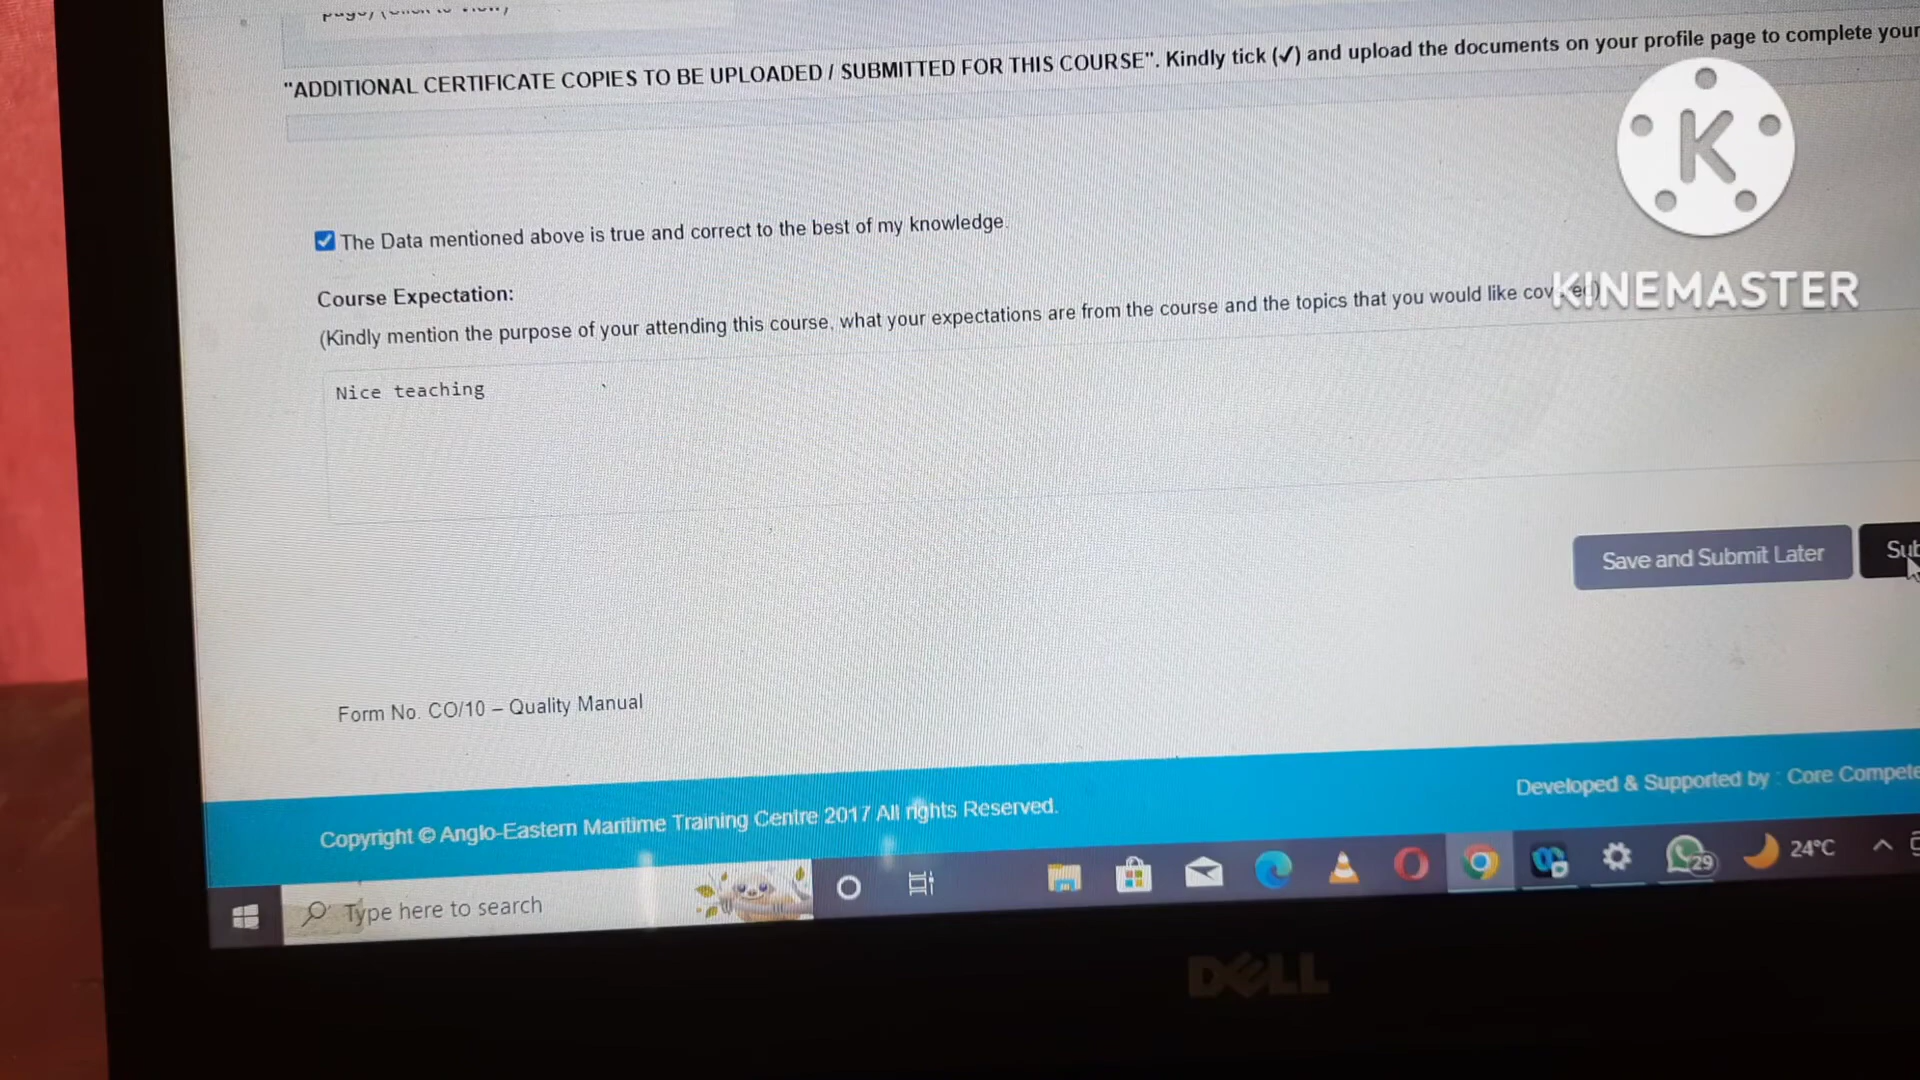 "ADDITIONAL CERTIFICATE COPIES TO BE UPLOADED / SUBMITTED FOR THIS COURSE". Kindly tick (✓) and upload the documents on your profile page to complete your
K
KINEMASTER
The Data mentioned above is true and correct to the best of my knowledge.
Course Expectation:
(Kindly mention the purpose of your attending this course, what your expectations are from the course and the topics that you would like
Nice teaching
Save and Submit Later
Sub
Form No. CO/10 – Quality Manual
Copyright © Anglo-Eastern Maritime Training Centre 2017 All rights Reserved.
Developed & Supported by : Core Compete
Type here to search
29
24°C
DELL